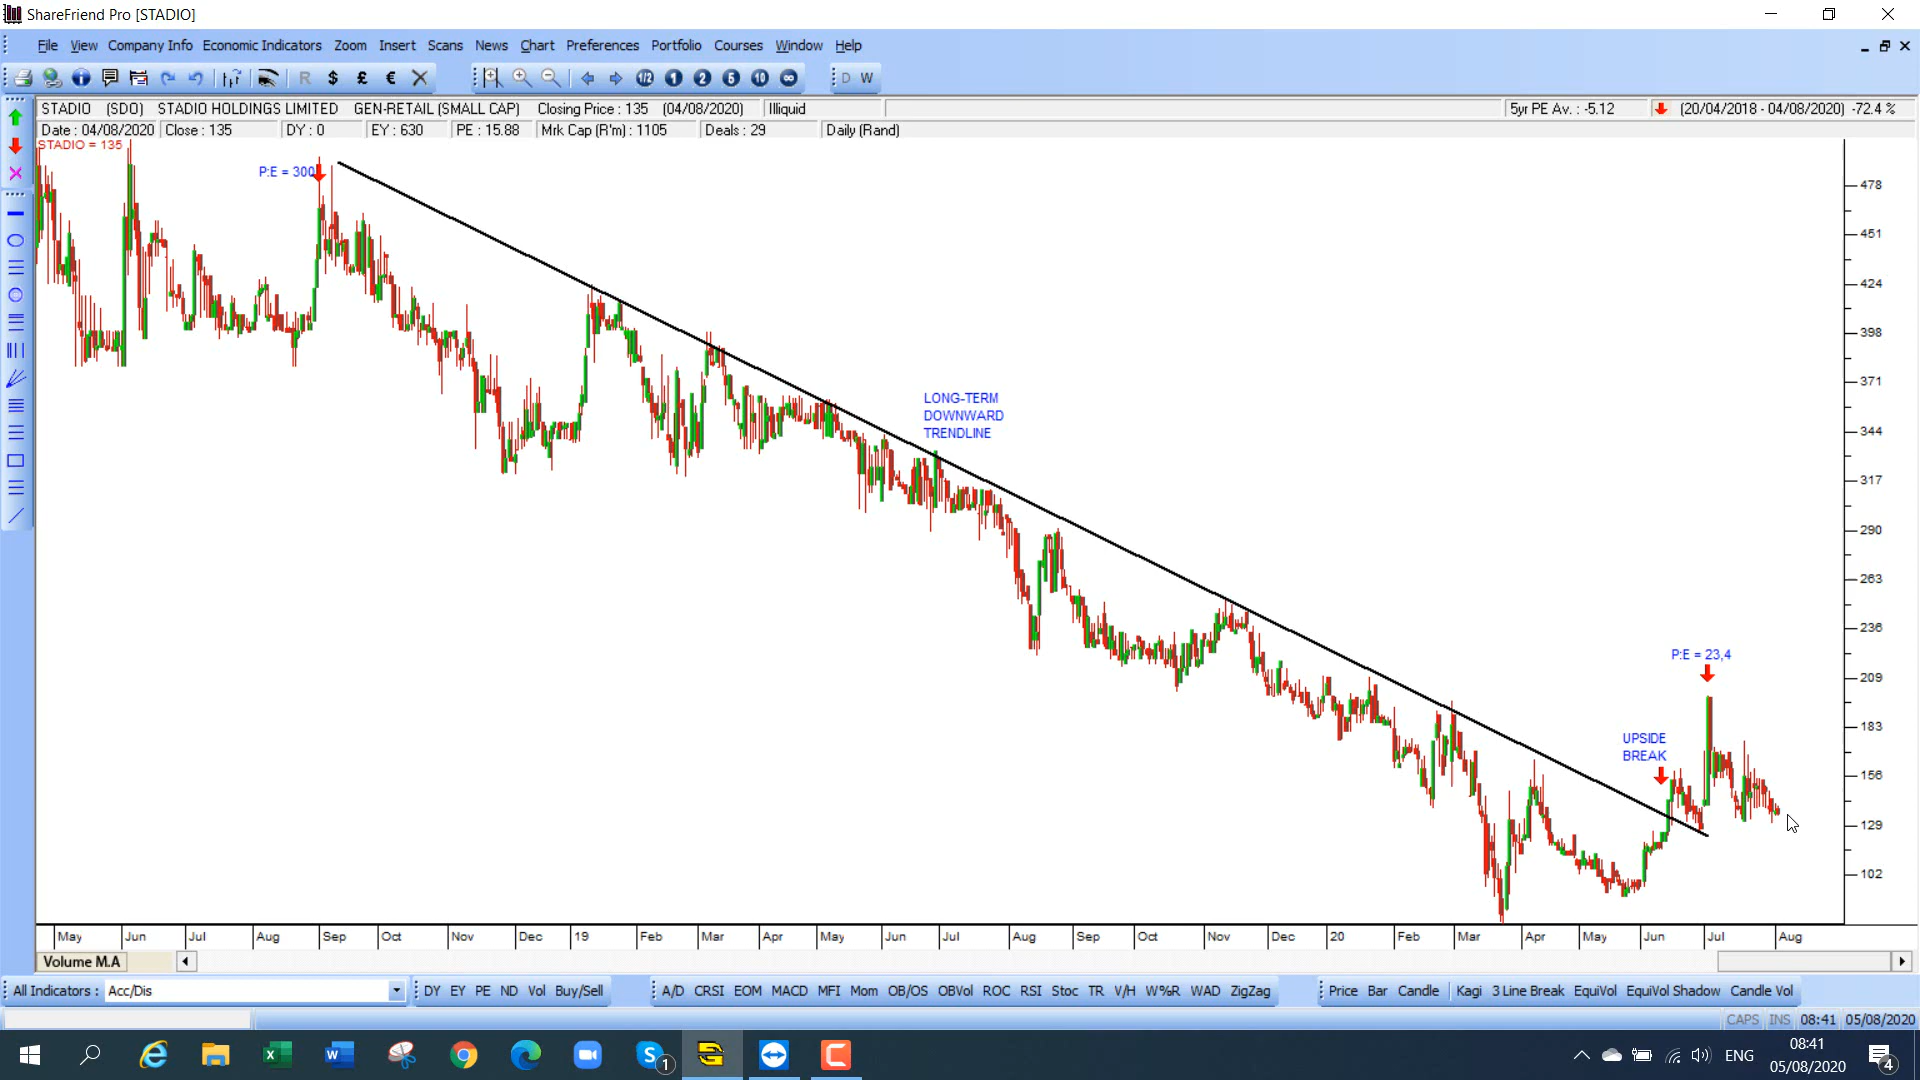 ShareFriend Pro [STADIO]
File View Company Info Economic Indicators Zoom Insert Scans News Chart Preferences Portfolio Courses Window Help
R $ £ € 1/2 1 2 5 10 ∞ D W
STADIO (SDO) STADIO HOLDINGS LIMITED GEN-RETAIL (SMALL CAP) Closing Price : 135 (04/08/2020) Illiquid 5yr PE Av. : -5.12 (20/04/2018 - 04/08/2020) -72.4 %
Date : 04/08/2020 Close : 135 DY : 0 EY : 630 PE : 15.88 Mrk Cap (R'm) : 1105 Deals : 29 Daily (Rand)
STADIO = 135
P:E = 300
478
451
424
398
371
LONG-TERM
DOWNWARD
TRENDLINE
344
317
290
263
236
P:E = 23,4
209
183
UPSIDE
BREAK
156
129
102
May Jun Jul Aug Sep Oct Nov Dec 19 Feb Mar Apr May Jun Jul Aug Sep Oct Nov Dec 20 Feb Mar Apr May Jun Jul Aug
Volume M.A
All Indicators : Acc/Dis DY EY PE ND Vol Buy/Sell A/D CRSI EOM MACD MFI Mom OB/OS OBVol ROC RSI Stoc TR V/H W%R WAD ZigZag Price Bar Candle Kagi 3 Line Break EquiVol EquiVol Shadow Candle Vol
CAPS INS 08:41 05/08/2020
1 ENG 08:41
05/08/2020 4